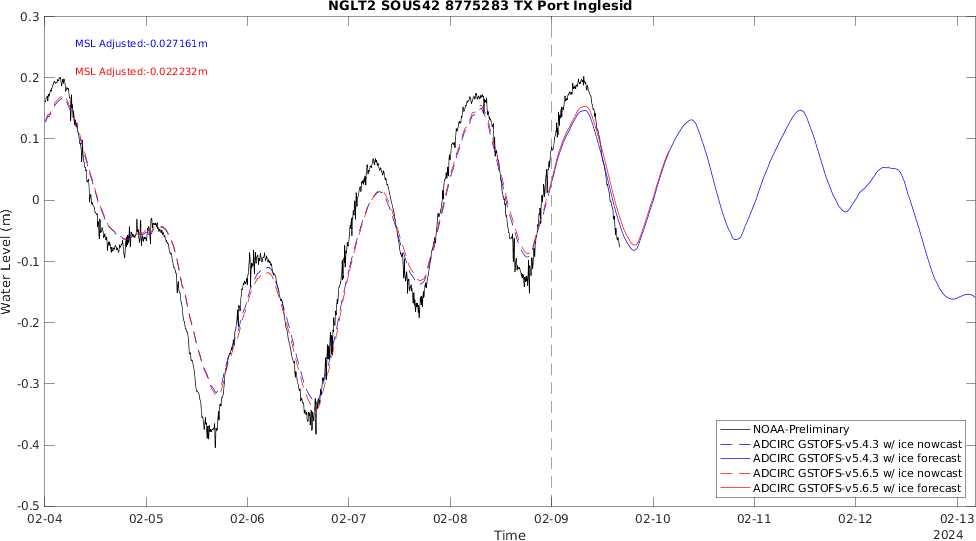 NGLT2 SOUS42 8775283 TX Port Inglesid
MSL Adjusted:-0.027161m
MSL Adjusted:-0.022232m
Water Level (m)
0.3
0.2
0.1
0
-0.1
-0.2
-0.3
-0.4
-0.5
NOAA-Preliminary
ADCIRC GSTOFS-v5.4.3 w/ ice nowcast
ADCIRC GSTOFS-v5.4.3 w/ ice forecast
ADCIRC GSTOFS-v5.6.5 w/ ice nowcast
ADCIRC GSTOFS-v5.6.5 w/ ice forecast
02-04 02-05 02-06 02-07 02-08 02-09 02-10 02-11 02-12 02-13
Time
2024